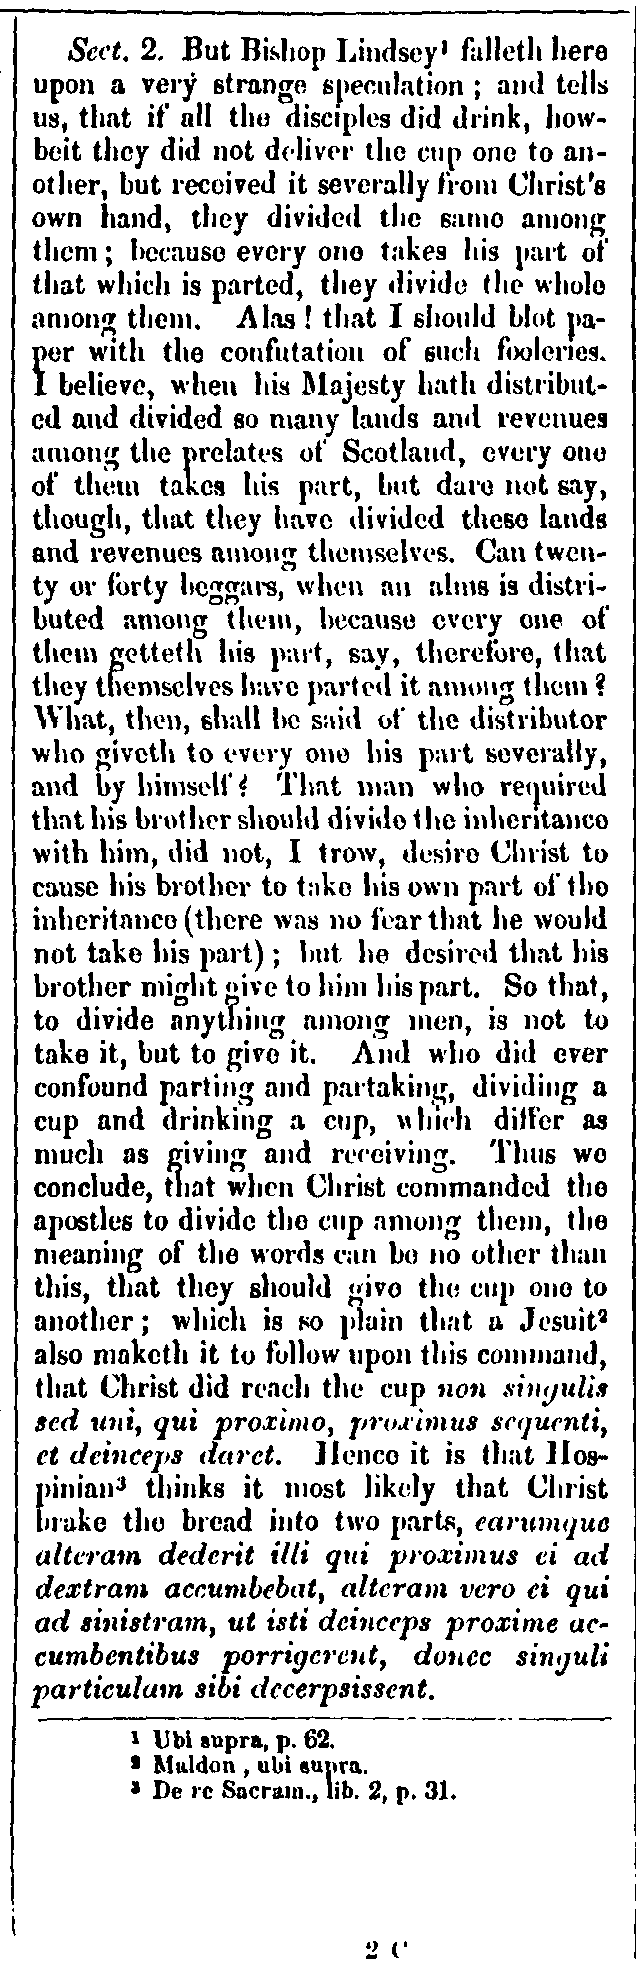 Sect. 2. But Bishop Lindsey¹ falleth here
upon a very strange speculation ; and tells
us, that if all the disciples did drink, how-
beit they did not deliver the cup one to an-
other, but received it severally from Christ's
own hand, they divided the same among
them ; because every one takes his part of
that which is parted, they divide the whole
among them. Alas ! that I should blot pa-
per with the confutation of such fooleries.
I believe, when his Majesty hath distribut-
ed and divided so many lands and revenues
among the prelates of Scotland, every one
of them takes his part, but dare not say,
though, that they have divided these lands
and revenues among themselves. Can twen-
ty or forty beggars, when an alms is distri-
buted among them, because every one of
them getteth his part, say, therefore, that
they themselves have parted it among them ?
What, then, shall be said of the distributor
who giveth to every one his part severally,
and by himself ? That man who required
that his brother should divide the inheritance
with him, did not, I trow, desire Christ to
cause his brother to take his own part of the
inheritance (there was no fear that he would
not take his part) ; but he desired that his
brother might give to him his part. So that,
to divide anything among men, is not to
take it, but to give it. And who did ever
confound parting and partaking, dividing a
cup and drinking a cup, which differ as
much as giving and receiving. Thus we
conclude, that when Christ commanded the
apostles to divide the cup among them, the
meaning of the words can be no other than
this, that they should give the cup one to
another ; which is so plain that a Jesuit²
also maketh it to follow upon this command,
that Christ did reach the cup non singulis
sed uni, qui proximo, proximus sequenti,
et deinceps daret. Hence it is that Hos-
pinian³ thinks it most likely that Christ
brake the bread into two parts, earumque
alteram dederit illi qui proximus ei ad
dextram accumbebat, alteram vero ei qui
ad sinistram, ut isti deinceps proxime ac-
cumbentibus porrigerent, donec singuli
particulam sibi decerpsissent.
¹ Ubi supra, p. 62.
² Maldon , ubi supra.
³ De re Sacram., lib. 2, p. 31.
2 C